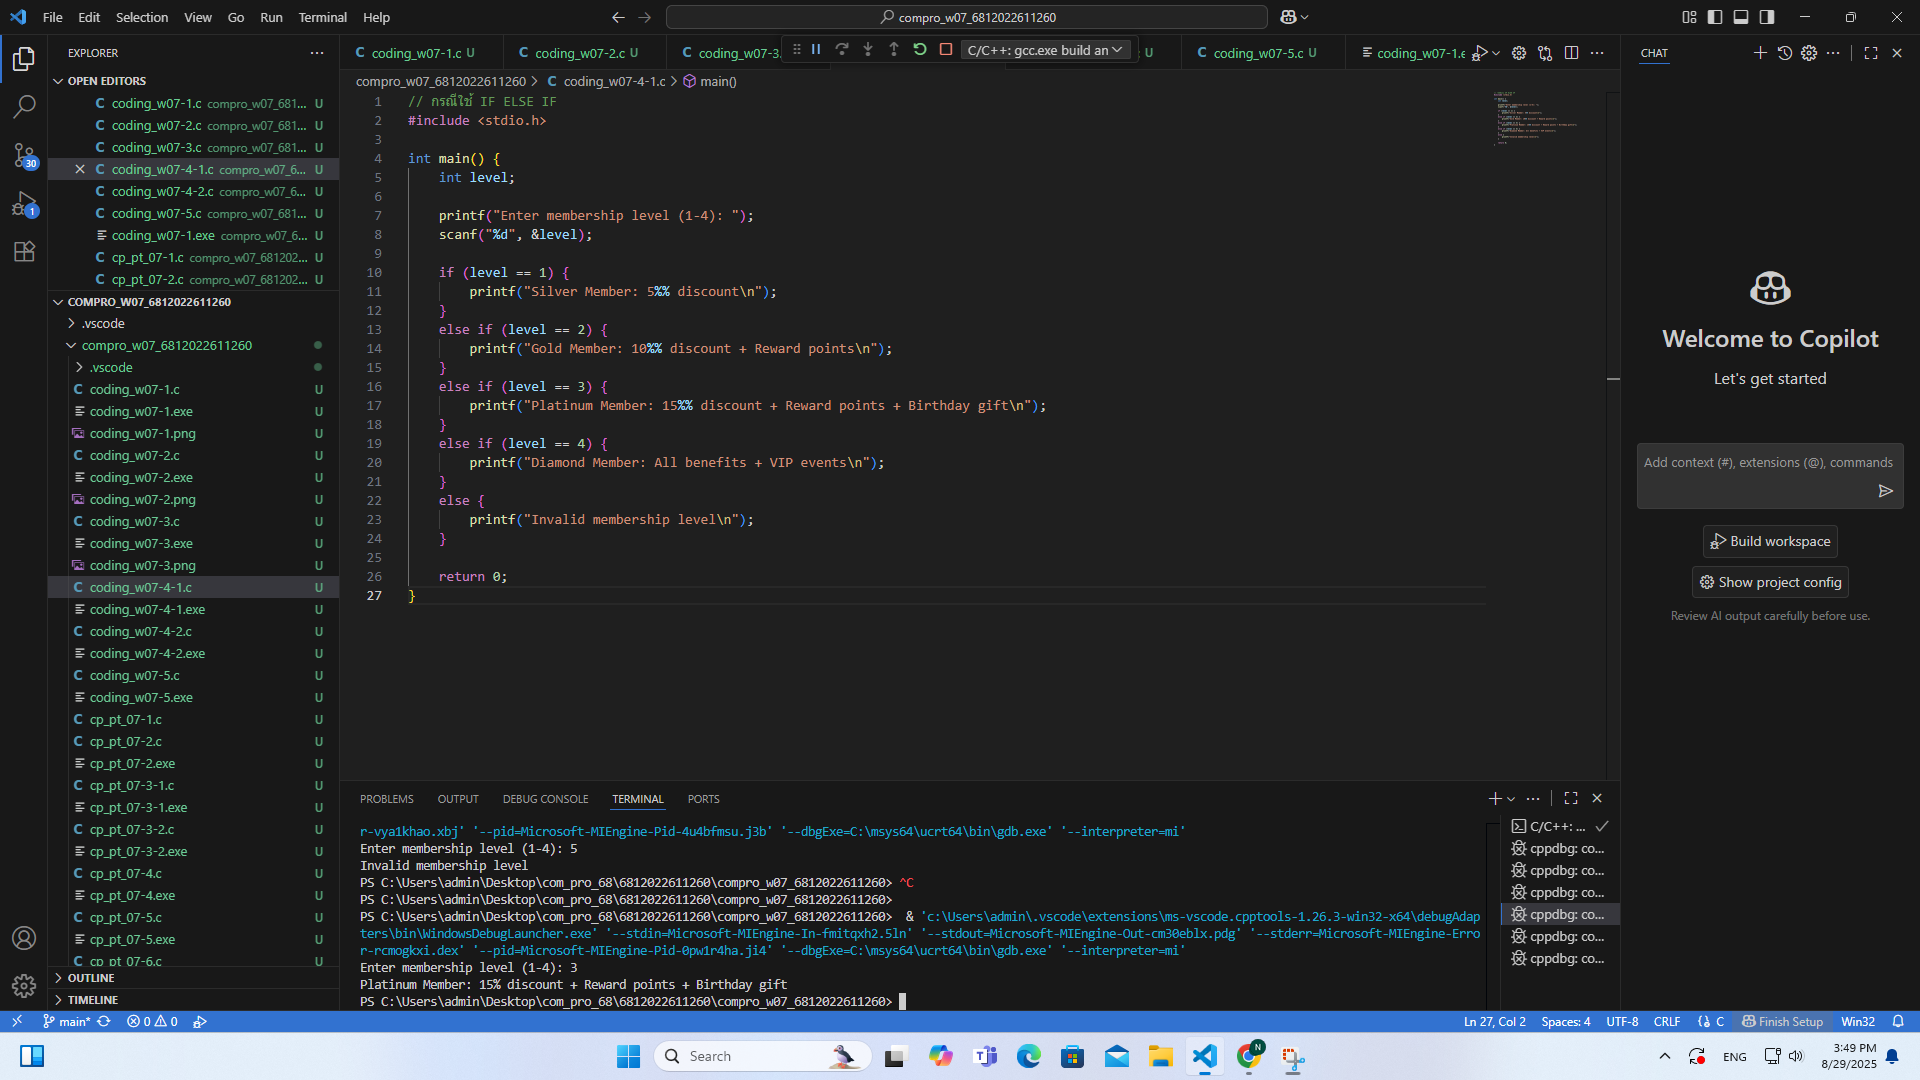 File Edit Selection View Go Run Terminal Help
compro_w07_6812022611260
EXPLORER
OPEN EDITORS
coding_w07-1.c compro_w07_681... U
coding_w07-2.c compro_w07_681... U
coding_w07-3.c compro_w07_681... U
coding_w07-4-1.c compro_w07_6... U
coding_w07-4-2.c compro_w07_6... U
coding_w07-5.c compro_w07_681... U
coding_w07-1.exe compro_w07_6... U
cp_pt_07-1.c compro_w07_681202... U
cp_pt_07-2.c compro_w07_681202... U
COMPRO_W07_6812022611260
.vscode
compro_w07_6812022611260
.vscode
coding_w07-1.c U
coding_w07-1.exe U
coding_w07-1.png U
coding_w07-2.c U
coding_w07-2.exe U
coding_w07-2.png U
coding_w07-3.c U
coding_w07-3.exe U
coding_w07-3.png U
coding_w07-4-1.c U
coding_w07-4-1.exe U
coding_w07-4-2.c U
coding_w07-4-2.exe U
coding_w07-5.c U
coding_w07-5.exe U
cp_pt_07-1.c U
cp_pt_07-2.c U
cp_pt_07-2.exe U
cp_pt_07-3-1.c U
cp_pt_07-3-1.exe U
cp_pt_07-3-2.c U
cp_pt_07-3-2.exe U
cp_pt_07-4.c U
cp_pt_07-4.exe U
cp_pt_07-5.c U
cp_pt_07-5.exe U
cp_pt_07-6.c U
OUTLINE
TIMELINE
30
1
coding_w07-1.c U coding_w07-2.c U coding_w07-3. C/C++: gcc.exe build an U coding_w07-5.c U coding_w07-1.e
compro_w07_6812022611260 > C coding_w07-4-1.c > main()
1 // กรณีใช้ IF ELSE IF
2 #include <stdio.h>
3
4 int main() {
5 int level;
6
7 printf("Enter membership level (1-4): ");
8 scanf("%d", &level);
9
10 if (level == 1) {
11 printf("Silver Member: 5%% discount\n");
12 }
13 else if (level == 2) {
14 printf("Gold Member: 10%% discount + Reward points\n");
15 }
16 else if (level == 3) {
17 printf("Platinum Member: 15%% discount + Reward points + Birthday gift\n");
18 }
19 else if (level == 4) {
20 printf("Diamond Member: All benefits + VIP events\n");
21 }
22 else {
23 printf("Invalid membership level\n");
24 }
25
26 return 0;
27 }
PROBLEMS OUTPUT DEBUG CONSOLE TERMINAL PORTS
r-vya1khao.xbj' '--pid=Microsoft-MIEngine-Pid-4u4bfmsu.j3b' '--dbgExe=C:\msys64\ucrt64\bin\gdb.exe' '--interpreter=mi'
Enter membership level (1-4): 5
Invalid membership level
PS C:\Users\admin\Desktop\com_pro_68\6812022611260\compro_w07_6812022611260> ^C
PS C:\Users\admin\Desktop\com_pro_68\6812022611260\compro_w07_6812022611260>
PS C:\Users\admin\Desktop\com_pro_68\6812022611260\compro_w07_6812022611260> & 'c:\Users\admin\.vscode\extensions\ms-vscode.cpptools-1.26.3-win32-x64\debugAdap
ters\bin\WindowsDebugLauncher.exe' '--stdin=Microsoft-MIEngine-In-fmitqxh2.5ln' '--stdout=Microsoft-MIEngine-Out-cm30eblx.pdg' '--stderr=Microsoft-MIEngine-Erro
r-rcmogkxi.dex' '--pid=Microsoft-MIEngine-Pid-0pw1r4ha.ji4' '--dbgExe=C:\msys64\ucrt64\bin\gdb.exe' '--interpreter=mi'
Enter membership level (1-4): 3
Platinum Member: 15% discount + Reward points + Birthday gift
PS C:\Users\admin\Desktop\com_pro_68\6812022611260\compro_w07_6812022611260>
C/C++: ...
cppdbg: co...
cppdbg: co...
cppdbg: co...
cppdbg: co...
cppdbg: co...
cppdbg: co...
CHAT
Welcome to Copilot
Let's get started
Add context (#), extensions (@), commands
Build workspace
Show project config
Review AI output carefully before use.
main* 0 0 Ln 27, Col 2 Spaces: 4 UTF-8 CRLF {} C Finish Setup Win32
Search N ENG 3:49 PM
8/29/2025